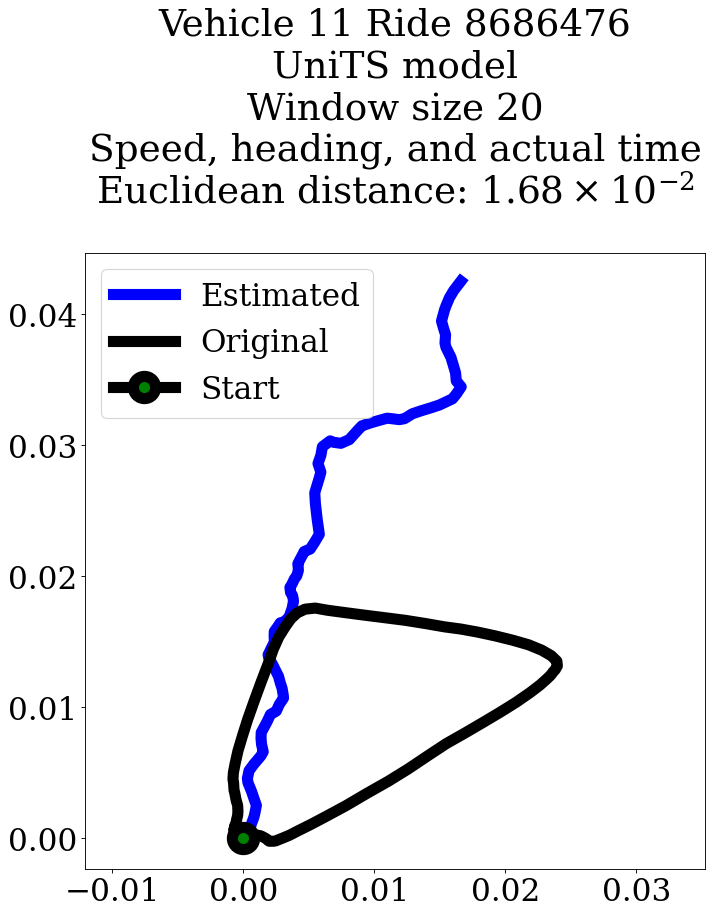 Vehicle 11 Ride 8686476
UniTS model
Window size 20
Speed, heading, and actual time
Euclidean distance: 1.68 × 10⁻²
Estimated
Original
Start
0.04
0.03
0.02
0.01
0.00
−0.01 0.00 0.01 0.02 0.03